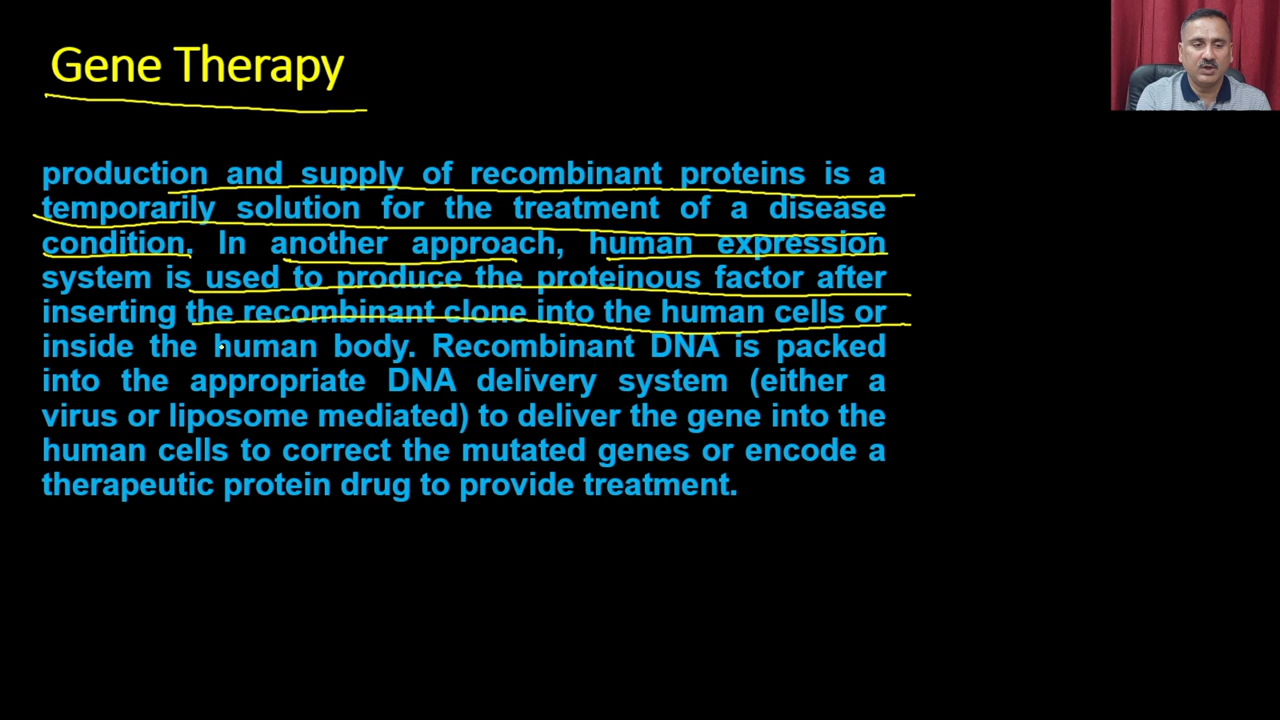 Gene Therapy
production and supply of recombinant proteins is a
temporarily solution for the treatment of a disease
condition. In another approach, human expression
system is used to produce the proteinous factor after
inserting the recombinant clone into the human cells or
inside the human body. Recombinant DNA is packed
into the appropriate DNA delivery system (either a
virus or liposome mediated) to deliver the gene into the
human cells to correct the mutated genes or encode a
therapeutic protein drug to provide treatment.